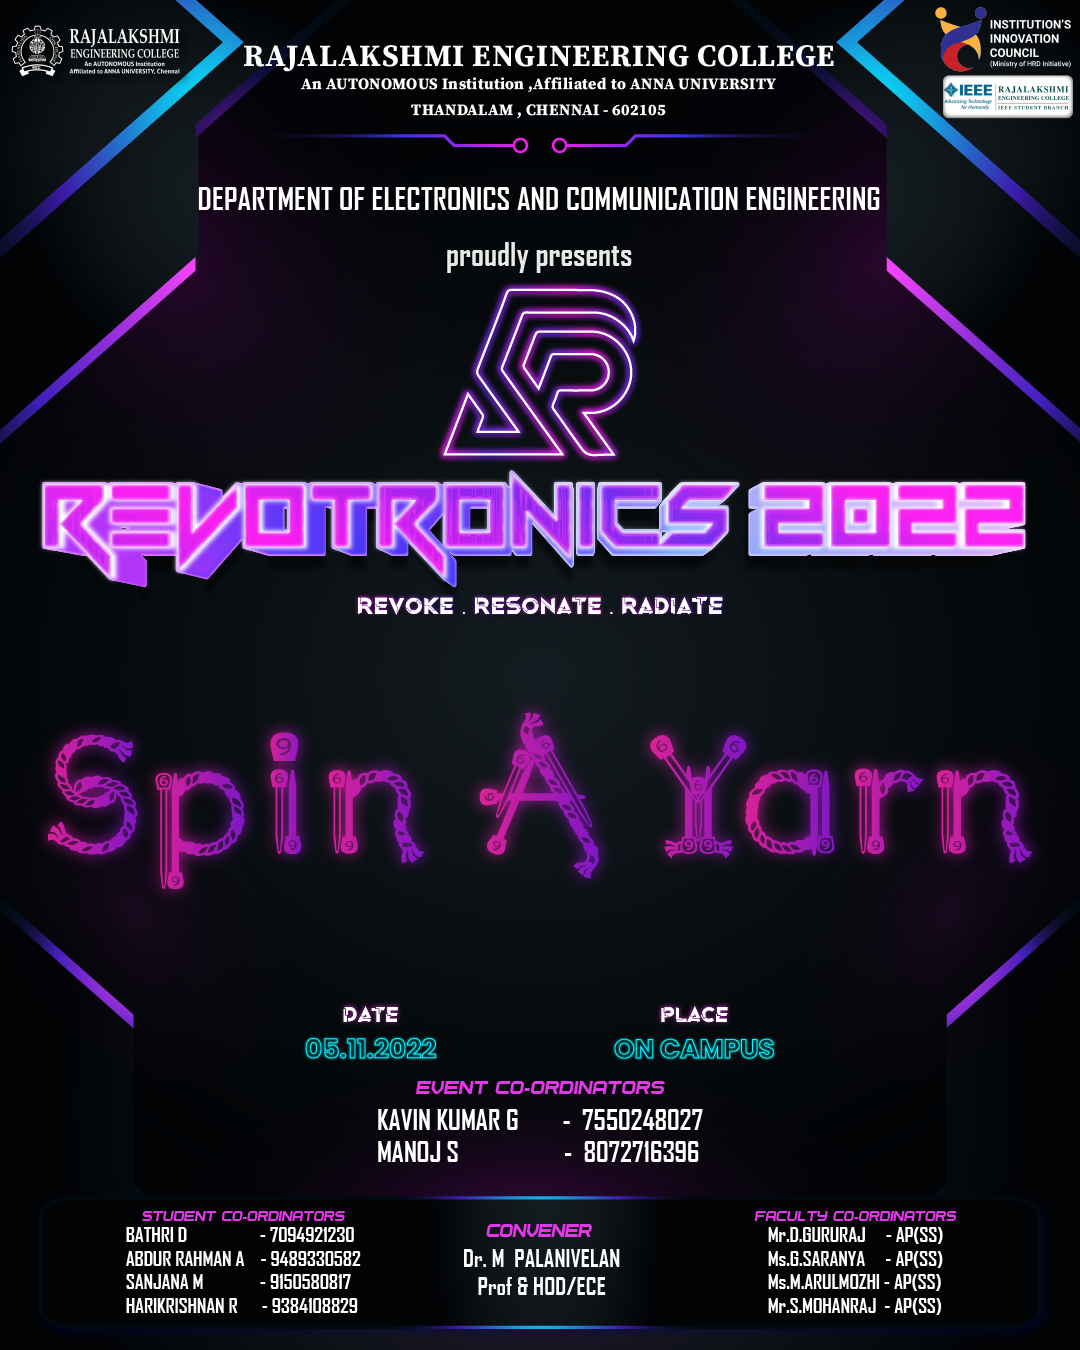 RAJALAKSHMI
ENGINEERING COLLEGE
An AUTONOMOUS Institution
Affiliated to ANNA UNIVERSITY, Chennai
RAJALAKSHMI ENGINEERING COLLEGE
An AUTONOMOUS Institution ,Affiliated to ANNA UNIVERSITY
THANDALAM , CHENNAI - 602105
INSTITUTION'S
INNOVATION
COUNCIL
(Ministry of HRD Initiative)
IEEE
Advancing Technology
for Humanity
RAJALAKSHMI
ENGINEERING COLLEGE
IEEE STUDENT BRANCH
DEPARTMENT OF ELECTRONICS AND COMMUNICATION ENGINEERING
proudly presents
REVOTRONICS 2022
REVOKE . RESONATE . RADIATE
Spin A Yarn
DATE
05.11.2022
PLACE
ON CAMPUS
EVENT CO-ORDINATORS
KAVIN KUMAR G - 7550248027
MANOJ S - 8072716396
STUDENT CO-ORDINATORS
BATHRI D - 7094921230
ABDUR RAHMAN A - 9489330582
SANJANA M - 9150580817
HARIKRISHNAN R - 9384108829
CONVENER
Dr. M PALANIVELAN
Prof & HOD/ECE
FACULTY CO-ORDINATORS
Mr.D.GURURAJ - AP(SS)
Ms.G.SARANYA - AP(SS)
Ms.M.ARULMOZHI - AP(SS)
Mr.S.MOHANRAJ - AP(SS)